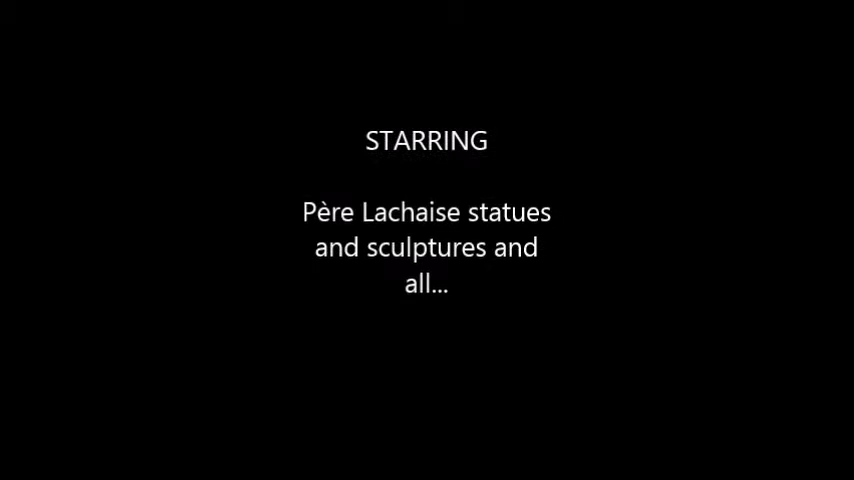 STARRING
Père Lachaise statues
and sculptures and
all...